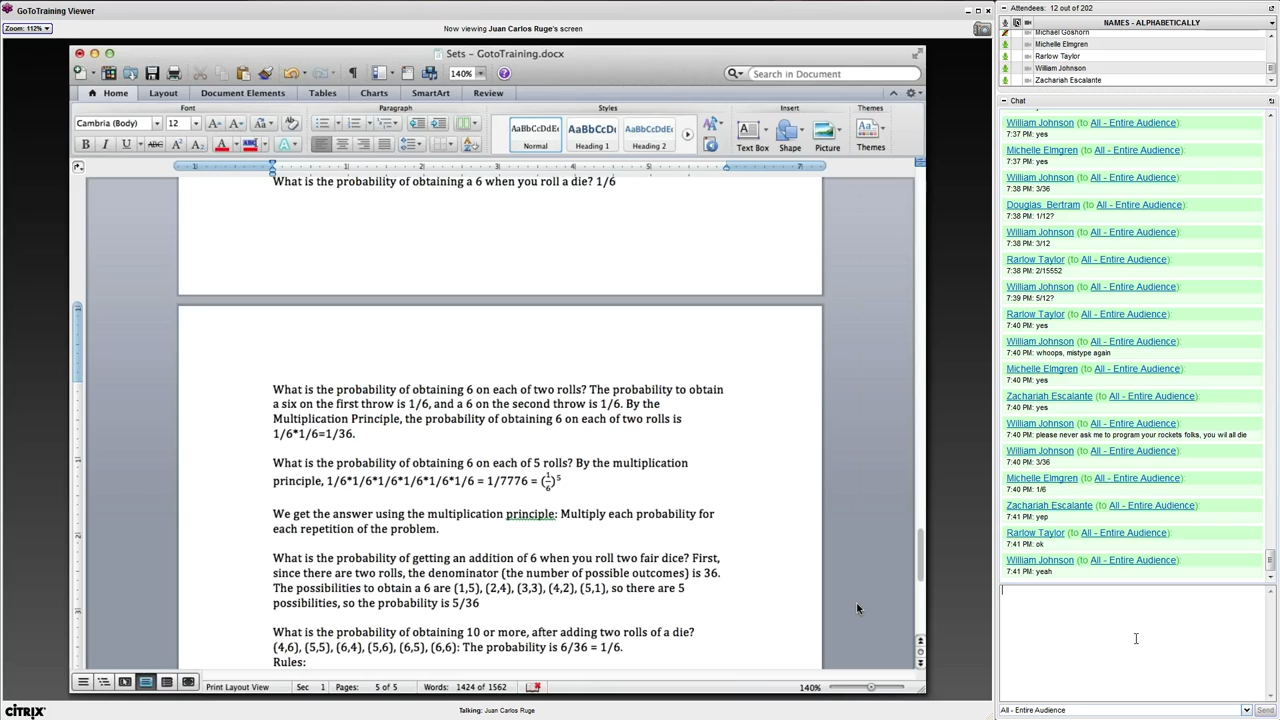 GoToTraining Viewer
Zoom: 112%
Now viewing Juan Carlos Ruge's screen
Sets – GotoTraining.docx
140%
Search in Document
Home Layout Document Elements Tables Charts SmartArt Review
Font Paragraph Styles Insert Themes
Cambria (Body) 12
AaBbCcDdEe AaBbCcDc AaBbCcDdEe
Normal Heading 1 Heading 2
Text Box Shape Picture Themes
What is the probability of obtaining a 6 when you roll a die? 1/6
What is the probability of obtaining 6 on each of two rolls? The probability to obtain
a six on the first throw is 1/6, and a 6 on the second throw is 1/6. By the
Multiplication Principle, the probability of obtaining 6 on each of two rolls is
1/6*1/6=1/36.
What is the probability of obtaining 6 on each of 5 rolls? By the multiplication
principle, 1/6*1/6*1/6*1/6*1/6*1/6 = 1/7776 = (1/6)^5
We get the answer using the multiplication principle: Multiply each probability for
each repetition of the problem.
What is the probability of getting an addition of 6 when you roll two fair dice? First,
since there are two rolls, the denominator (the number of possible outcomes) is 36.
The possibilities to obtain a 6 are (1,5), (2,4), (3,3), (4,2), (5,1), so there are 5
possibilities, so the probability is 5/36
What is the probability of obtaining 10 or more, after adding two rolls of a die?
(4,6), (5,5), (6,4), (5,6), (6,5), (6,6): The probability is 6/36 = 1/6.
Rules:
Print Layout View Sec 1 Pages: 5 of 5 Words: 1424 of 1562 140%
CITRIX
Talking: Juan Carlos Ruge
Attendees: 12 out of 202
NAMES - ALPHABETICALLY
Michael Goshorn
Michelle Elmgren
Rarlow Taylor
William Johnson
Zachariah Escalante
Chat
William Johnson (to All - Entire Audience):
7:37 PM: yes
Michelle Elmgren (to All - Entire Audience):
7:37 PM: yes
William Johnson (to All - Entire Audience):
7:38 PM: 3/36
Douglas Bertram (to All - Entire Audience):
7:38 PM: 1/12?
William Johnson (to All - Entire Audience):
7:38 PM: 3/12
Rarlow Taylor (to All - Entire Audience):
7:38 PM: 2/15552
William Johnson (to All - Entire Audience):
7:39 PM: 5/12?
Rarlow Taylor (to All - Entire Audience):
7:40 PM: yes
William Johnson (to All - Entire Audience):
7:40 PM: whoops, mistype again
Michelle Elmgren (to All - Entire Audience):
7:40 PM: yes
Zachariah Escalante (to All - Entire Audience):
7:40 PM: yes
William Johnson (to All - Entire Audience):
7:40 PM: please never ask me to program your rockets folks, you wil all die
William Johnson (to All - Entire Audience):
7:40 PM: 3/36
Michelle Elmgren (to All - Entire Audience):
7:40 PM: 1/6
Zachariah Escalante (to All - Entire Audience):
7:41 PM: yep
Rarlow Taylor (to All - Entire Audience):
7:41 PM: ok
William Johnson (to All - Entire Audience):
7:41 PM: yeah
All - Entire Audience
Send